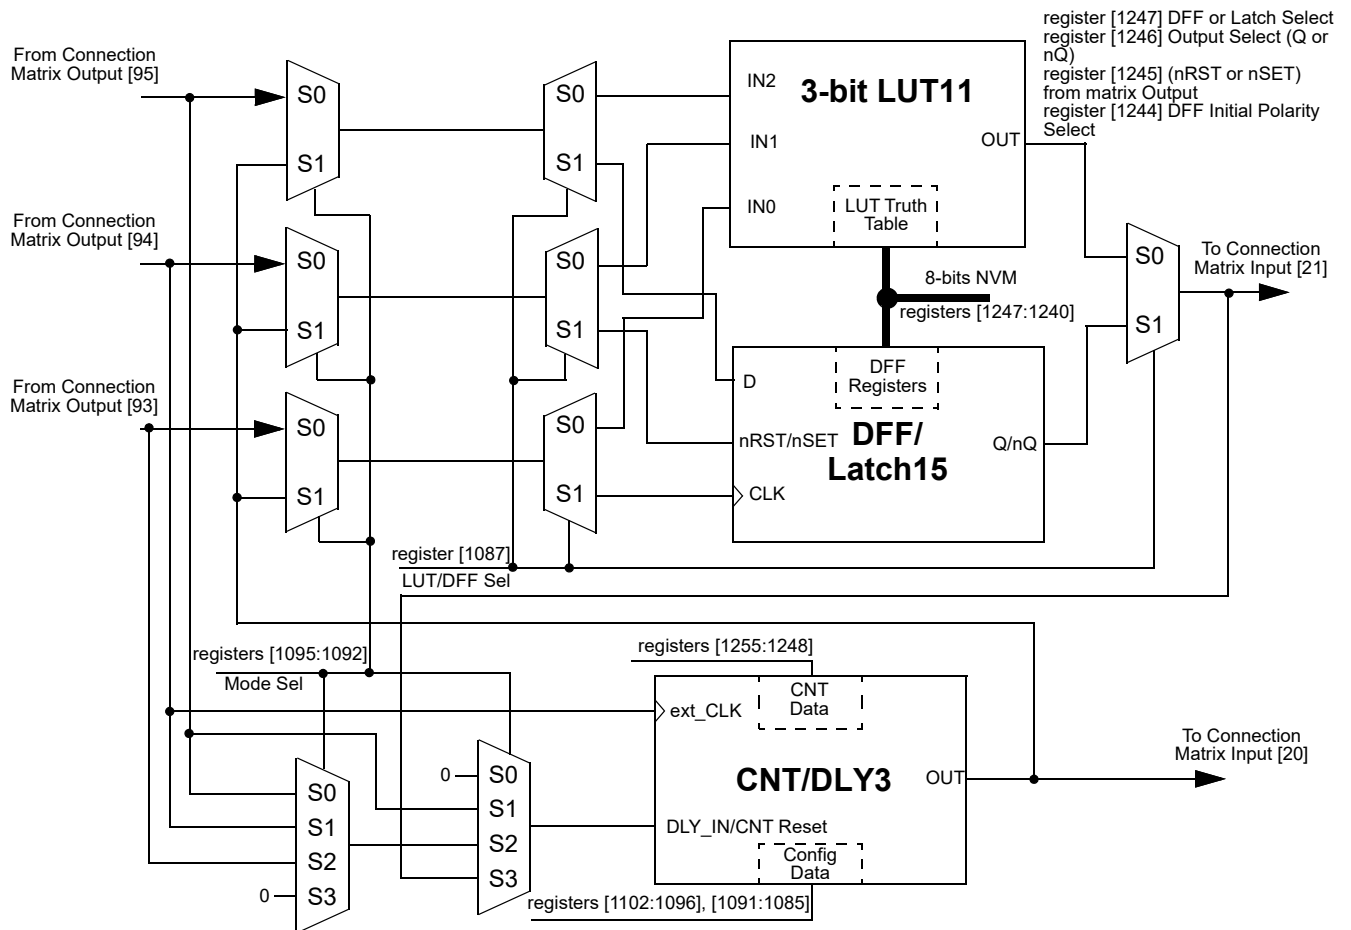 register [1247] DFF or Latch Select
register [1246] Output Select (Q or
nQ)
register [1245] (nRST or nSET)
from matrix Output
register [1244] DFF Initial Polarity
Select
From Connection
Matrix Output [95]
S0
S1
S0
S1
IN2
IN1
IN0
3-bit LUT11
OUT
LUT Truth
Table
From Connection
Matrix Output [94]
S0
S1
S0
S1
8-bits NVM
registers [1247:1240]
S0
S1
To Connection
Matrix Input [21]
From Connection
Matrix Output [93]
S0
S1
S0
S1
D
nRST/nSET
CLK
DFF
Registers
DFF/
Latch15
Q/nQ
register [1087]
LUT/DFF Sel
registers [1095:1092]
Mode Sel
registers [1255:1248]
ext_CLK
CNT
Data
CNT/DLY3
OUT
To Connection
Matrix Input [20]
DLY_IN/CNT Reset
Config
Data
S0
S1
S2
0
S3
0
S0
S1
S2
S3
registers [1102:1096], [1091:1085]